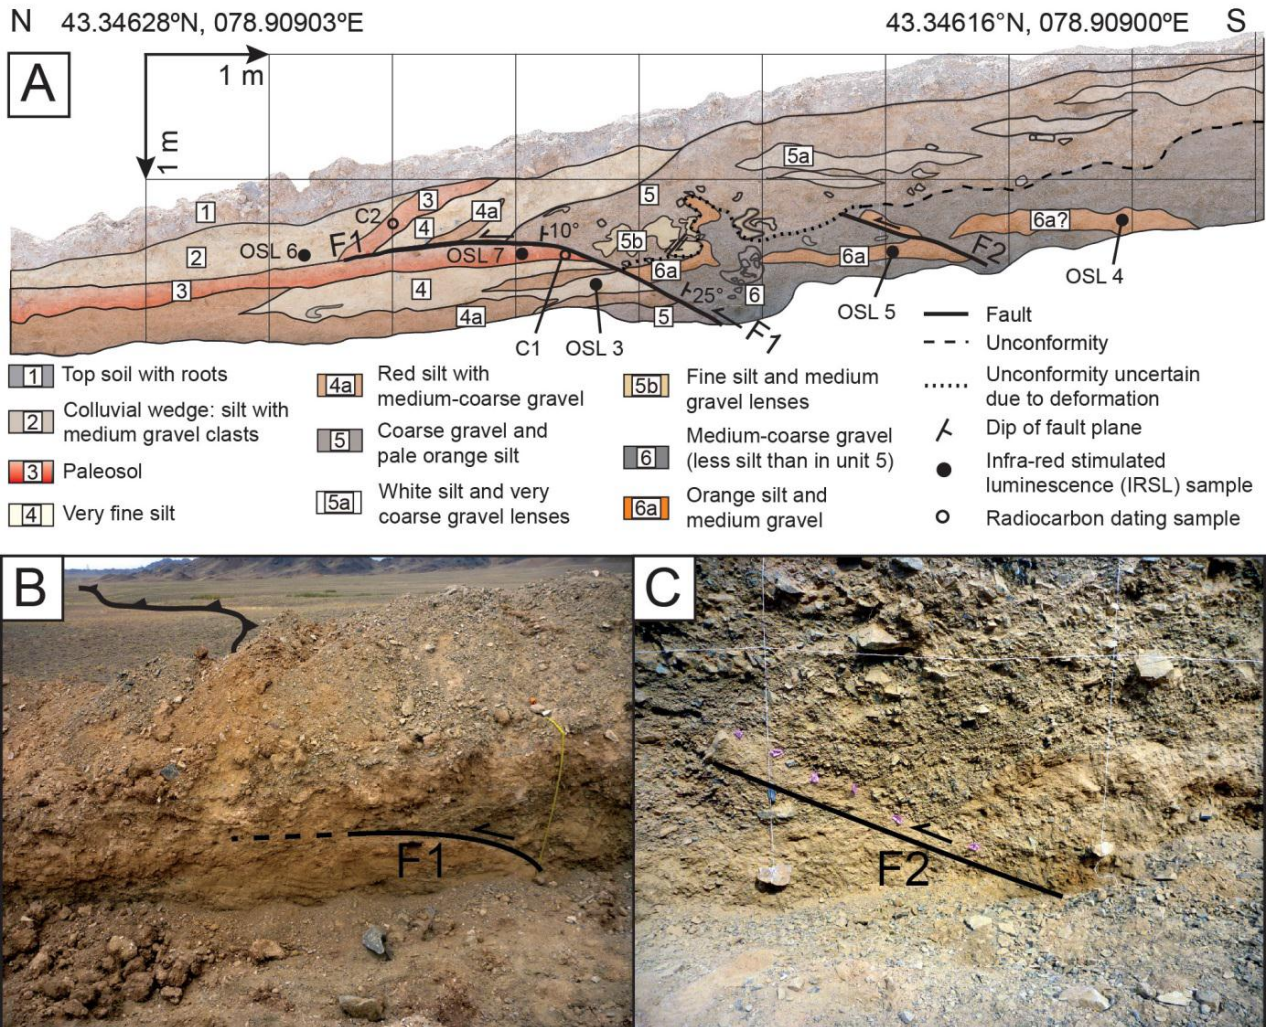 N 43.34628ºN, 078.90903ºE
43.34616°N, 078.90900ºE S
A
1 m
1 m
1
2
3
C2
3
4
4a
F1
OSL 6
OSL 7
10°
4
4a
C1
OSL 3
5
5b
6a
25°
5
6
F1
5a
6a
OSL 5
F2
6a?
OSL 4
1 Top soil with roots
2 Colluvial wedge: silt with
medium gravel clasts
3 Paleosol
4 Very fine silt
4a Red silt with
medium-coarse gravel
5 Coarse gravel and
pale orange silt
5a White silt and very
coarse gravel lenses
5b Fine silt and medium
gravel lenses
6 Medium-coarse gravel
(less silt than in unit 5)
6a Orange silt and
medium gravel
Fault
Unconformity
Unconformity uncertain
due to deformation
Dip of fault plane
Infra-red stimulated
luminescence (IRSL) sample
Radiocarbon dating sample
B
F1
C
F2